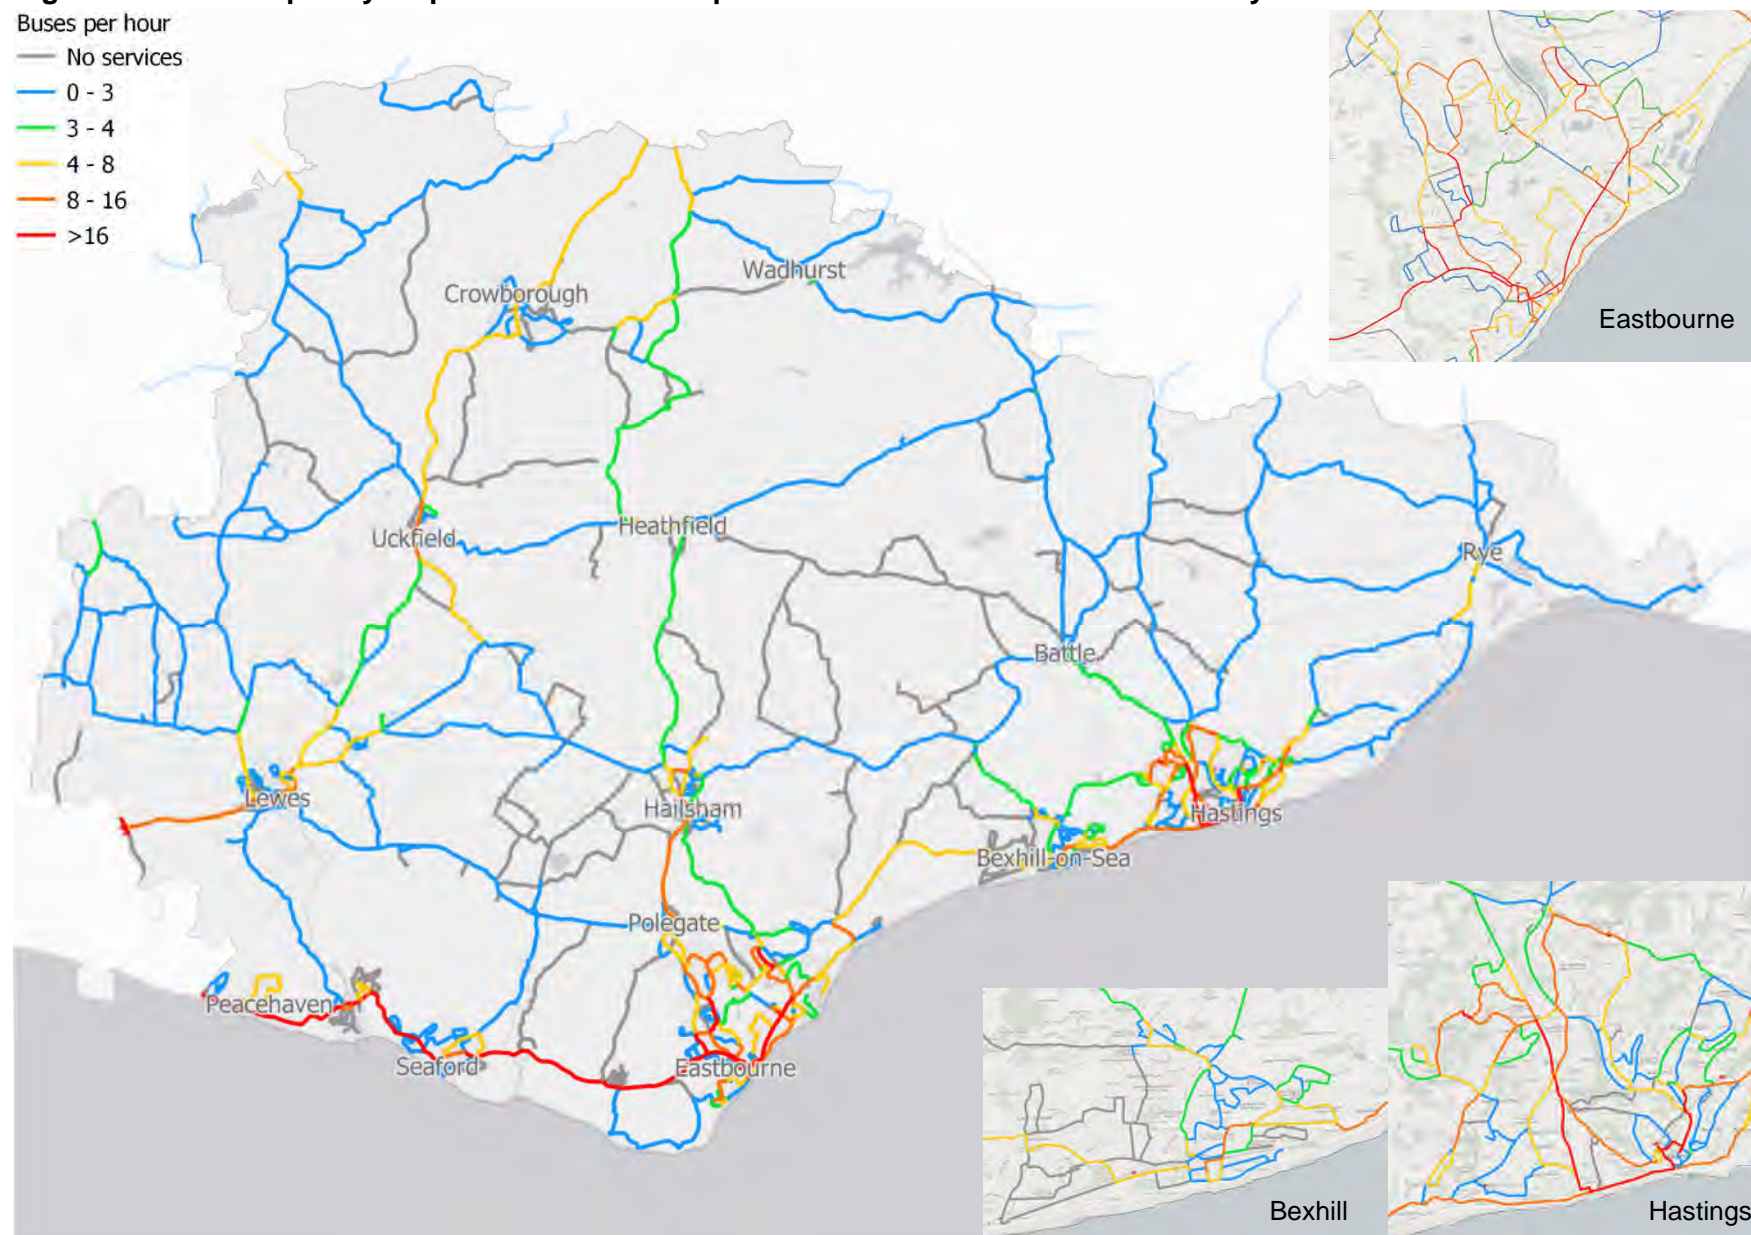 Buses per hour
No services
0 - 3
3 - 4
4 - 8
8 - 16
>16
Eastbourne
Wadhurst
Crowborough
Heathfield
Uckfield
Rye
Battle
Lewes
Hailsham
Hastings
Bexhill-on-Sea
Polegate
Peacehaven
Seaford
Eastbourne
Bexhill
Hastings